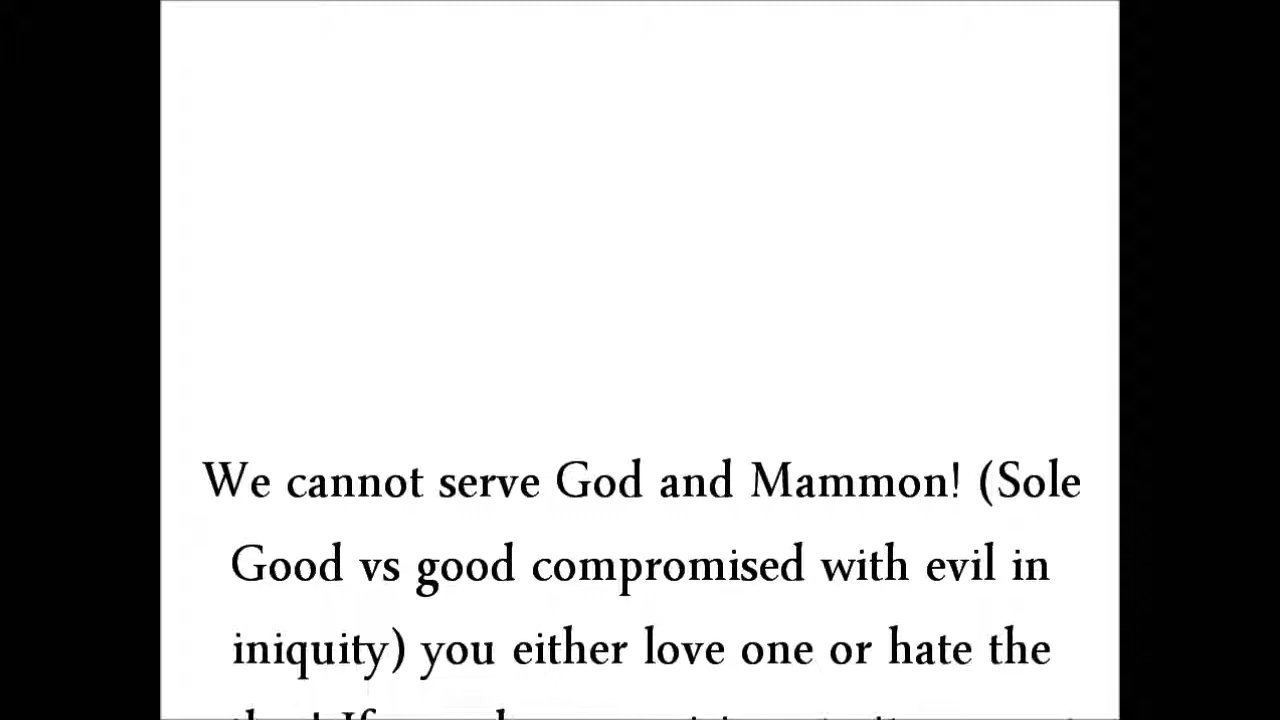 We cannot serve God and Mammon! (Sole
Good vs good compromised with evil in
iniquity) you either love one or hate the